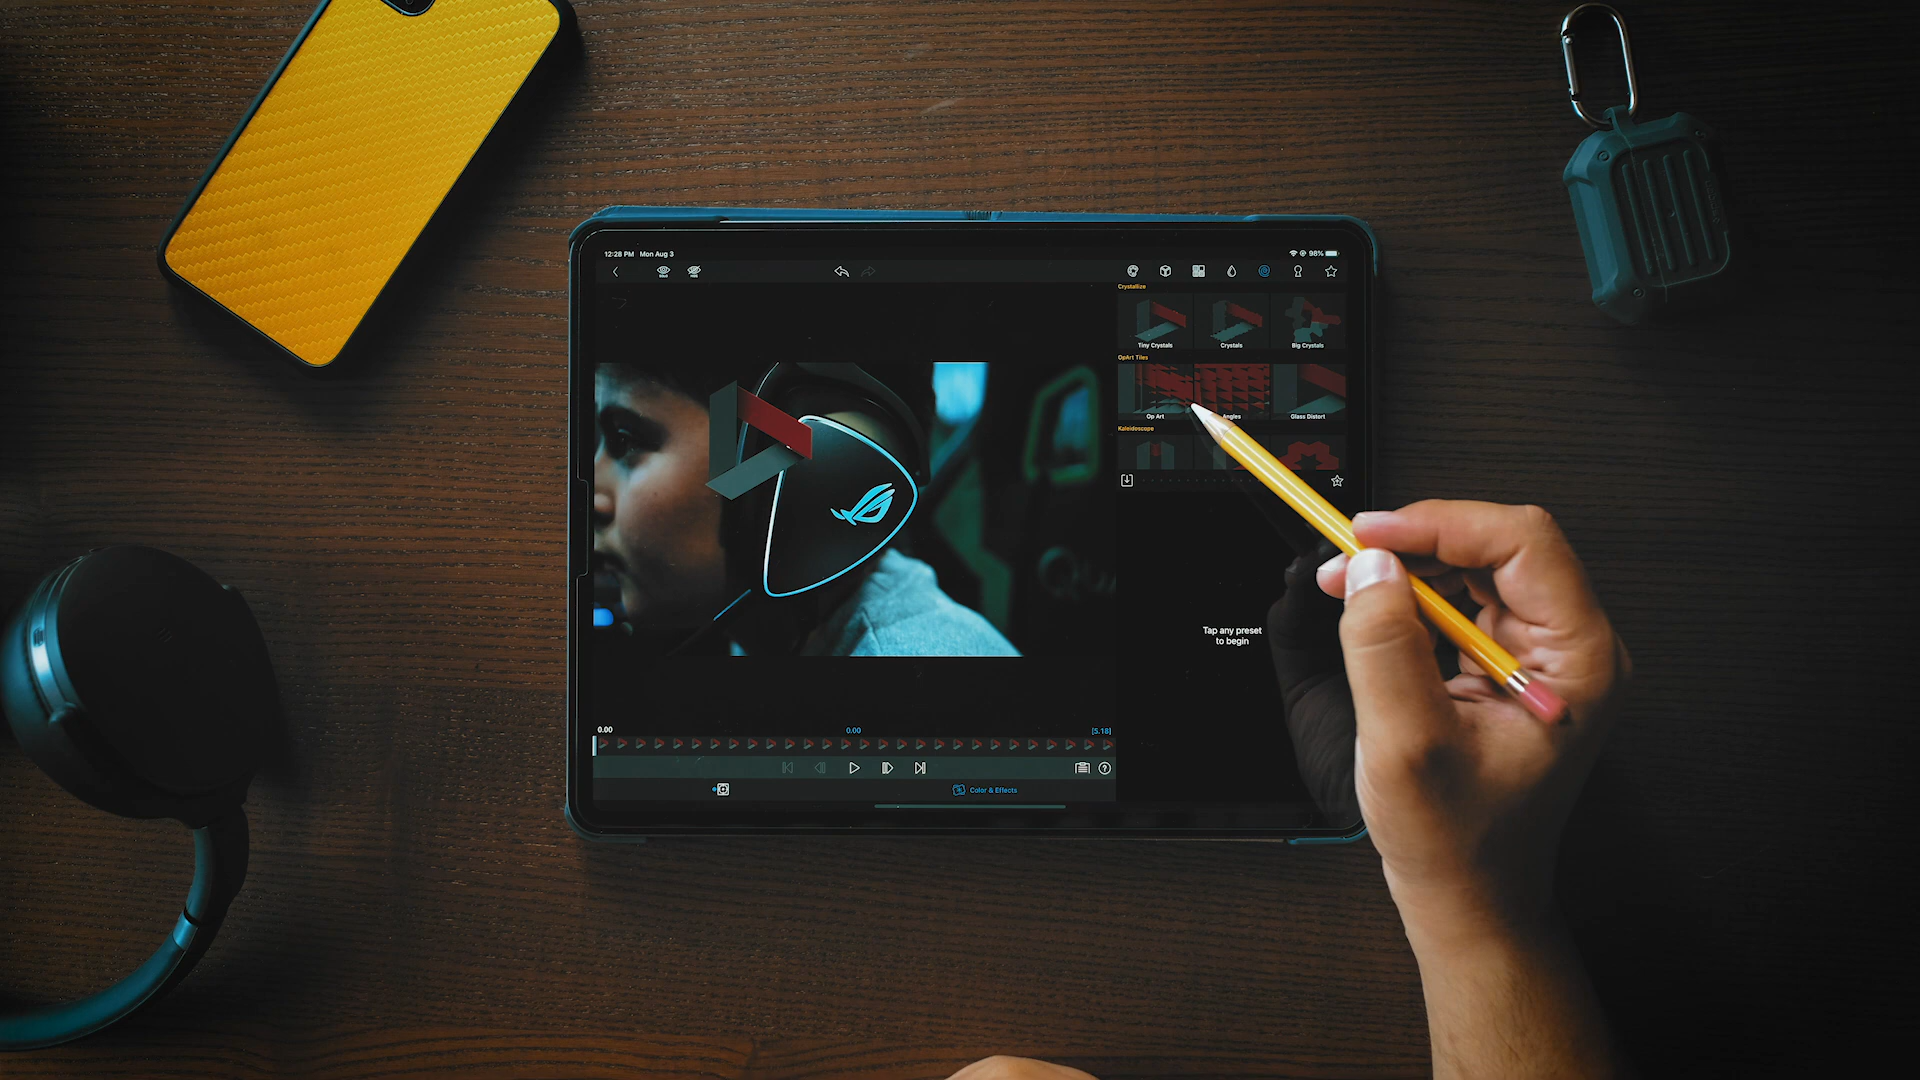 12:28 PM Mon Aug 3
98%
Crystallize
Tiny Crystals
Crystals
Big Crystals
OpArt Tiles
Op Art
Angles
Glass Distort
Kaleidoscope
Tap any preset
to begin
0.00
0.00
[5.18]
Color & Effects